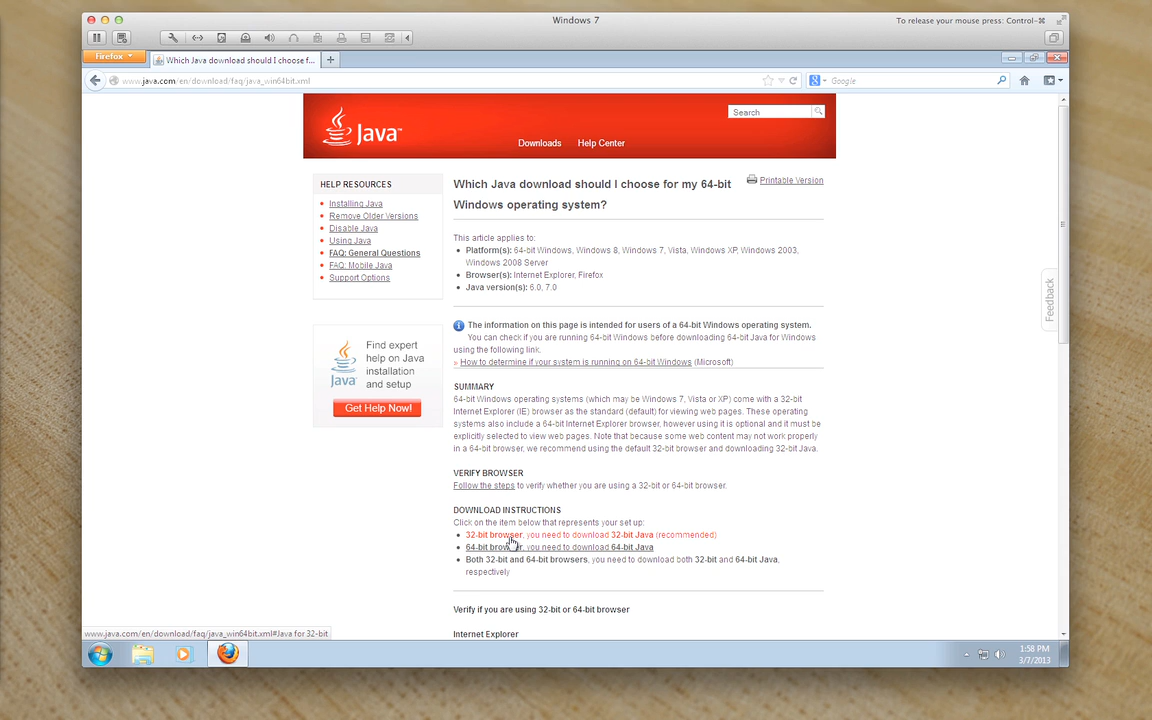 Windows 7
To release your mouse press: Control-⌘
Firefox
Which Java download should I choose f...
www.java.com/en/download/faq/java_win64bit.xml
Google
Java™
Search
Downloads Help Center
HELP RESOURCES
Installing Java
Remove Older Versions
Disable Java
Using Java
FAQ: General Questions
FAQ: Mobile Java
Support Options
Find expert
help on Java
installation
and setup
Java
Get Help Now!
Printable Version
Which Java download should I choose for my 64-bit
Windows operating system?
This article applies to:
Platform(s): 64-bit Windows, Windows 8, Windows 7, Vista, Windows XP, Windows 2003,
Windows 2008 Server
Browser(s): Internet Explorer, Firefox
Java version(s): 6.0, 7.0
The information on this page is intended for users of a 64-bit Windows operating system.
You can check if you are running 64-bit Windows before downloading 64-bit Java for Windows
using the following link.
» How to determine if your system is running on 64-bit Windows (Microsoft)
SUMMARY
64-bit Windows operating systems (which may be Windows 7, Vista or XP) come with a 32-bit
Internet Explorer (IE) browser as the standard (default) for viewing web pages. These operating
systems also include a 64-bit Internet Explorer browser, however using it is optional and it must be
explicitly selected to view web pages. Note that because some web content may not work properly
in a 64-bit browser, we recommend using the default 32-bit browser and downloading 32-bit Java.
VERIFY BROWSER
Follow the steps to verify whether you are using a 32-bit or 64-bit browser.
DOWNLOAD INSTRUCTIONS
Click on the item below that represents your set up:
32-bit browser, you need to download 32-bit Java (recommended)
64-bit browser, you need to download 64-bit Java
Both 32-bit and 64-bit browsers, you need to download both 32-bit and 64-bit Java,
respectively
Verify if you are using 32-bit or 64-bit browser
Internet Explorer
Feedback
www.java.com/en/download/faq/java_win64bit.xml#Java for 32-bit
1:58 PM
3/7/2013